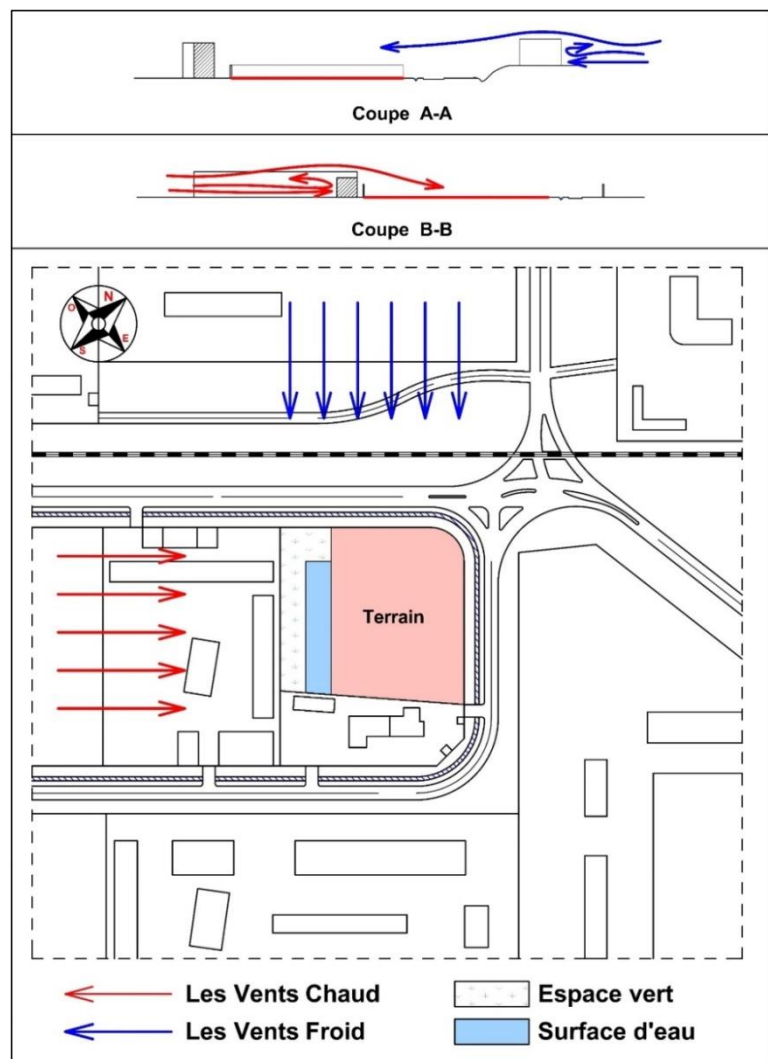 Coupe A-A
Coupe B-B
O N
S E
Terrain
Les Vents Chaud
Espace vert
Les Vents Froid
Surface d'eau